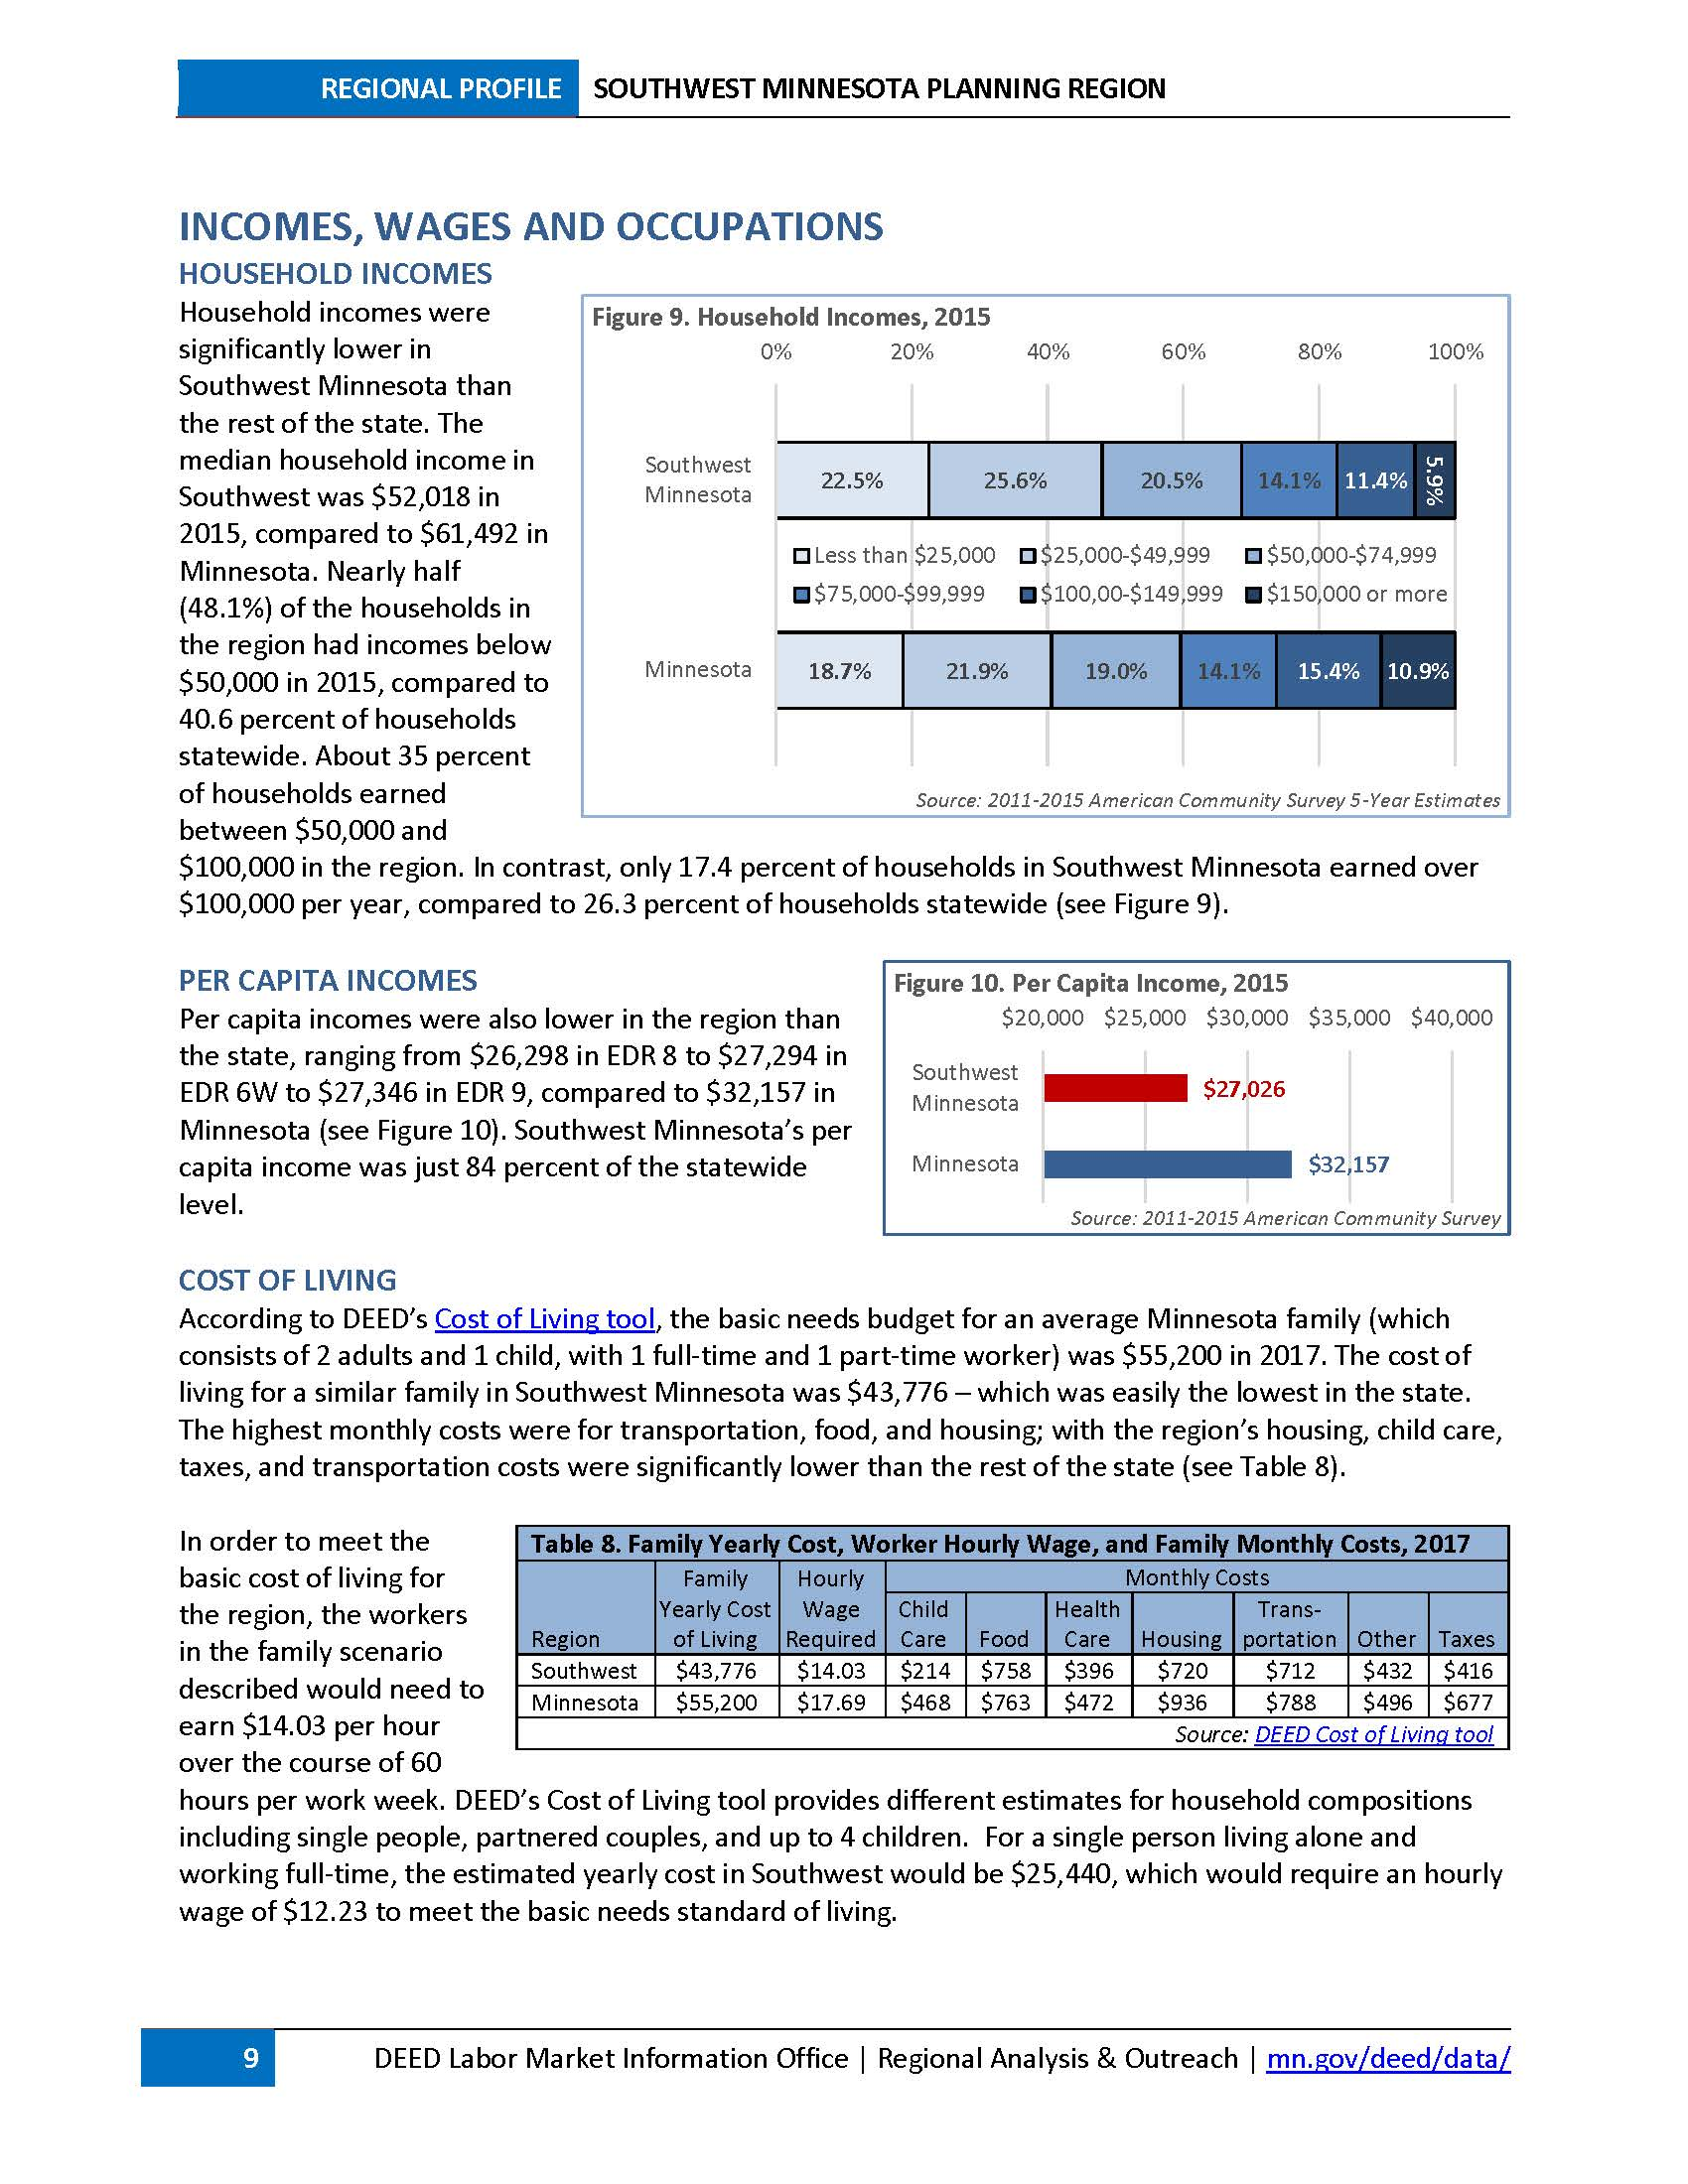 REGIONAL PROFILE SOUTHWEST MINNESOTA PLANNING REGION
INCOMES, WAGES AND OCCUPATIONS
HOUSEHOLD INCOMES
Household incomes were
significantly lower in
Southwest Minnesota than
the rest of the state. The
median household income in
Southwest was $52,018 in
2015, compared to $61,492 in
Minnesota. Nearly half
(48.1%) of the households in
the region had incomes below
$50,000 in 2015, compared to
40.6 percent of households
statewide. About 35 percent
of households earned
between $50,000 and
$100,000 in the region. In contrast, only 17.4 percent of households in Southwest Minnesota earned over
$100,000 per year, compared to 26.3 percent of households statewide (see Figure 9).
Figure 9. Household Incomes, 2015
0% 20% 40% 60% 80% 100%
Southwest
Minnesota
22.5% 25.6% 20.5% 14.1% 11.4% 5.9%
Less than $25,000 $25,000-$49,999 $50,000-$74,999
$75,000-$99,999 $100,00-$149,999 $150,000 or more
Minnesota 18.7% 21.9% 19.0% 14.1% 15.4% 10.9%
Source: 2011-2015 American Community Survey 5-Year Estimates
PER CAPITA INCOMES
Per capita incomes were also lower in the region than
the state, ranging from $26,298 in EDR 8 to $27,294 in
EDR 6W to $27,346 in EDR 9, compared to $32,157 in
Minnesota (see Figure 10). Southwest Minnesota’s per
capita income was just 84 percent of the statewide
level.
Figure 10. Per Capita Income, 2015
$20,000 $25,000 $30,000 $35,000 $40,000
Southwest
Minnesota
$27,026
Minnesota $32,157
Source: 2011-2015 American Community Survey
COST OF LIVING
According to DEED’s Cost of Living tool, the basic needs budget for an average Minnesota family (which
consists of 2 adults and 1 child, with 1 full-time and 1 part-time worker) was $55,200 in 2017. The cost of
living for a similar family in Southwest Minnesota was $43,776 – which was easily the lowest in the state.
The highest monthly costs were for transportation, food, and housing; with the region’s housing, child care,
taxes, and transportation costs were significantly lower than the rest of the state (see Table 8).
In order to meet the
basic cost of living for
the region, the workers
in the family scenario
described would need to
earn $14.03 per hour
over the course of 60
hours per work week. DEED’s Cost of Living tool provides different estimates for household compositions
including single people, partnered couples, and up to 4 children. For a single person living alone and
working full-time, the estimated yearly cost in Southwest would be $25,440, which would require an hourly
wage of $12.23 to meet the basic needs standard of living.
Table 8. Family Yearly Cost, Worker Hourly Wage, and Family Monthly Costs, 2017
Family Hourly Monthly Costs
Yearly Cost Wage Child Health Trans-
Region of Living Required Care Food Care Housing portation Other Taxes
Southwest $43,776 $14.03 $214 $758 $396 $720 $712 $432 $416
Minnesota $55,200 $17.69 $468 $763 $472 $936 $788 $496 $677
Source: DEED Cost of Living tool
9 DEED Labor Market Information Office | Regional Analysis & Outreach | mn.gov/deed/data/